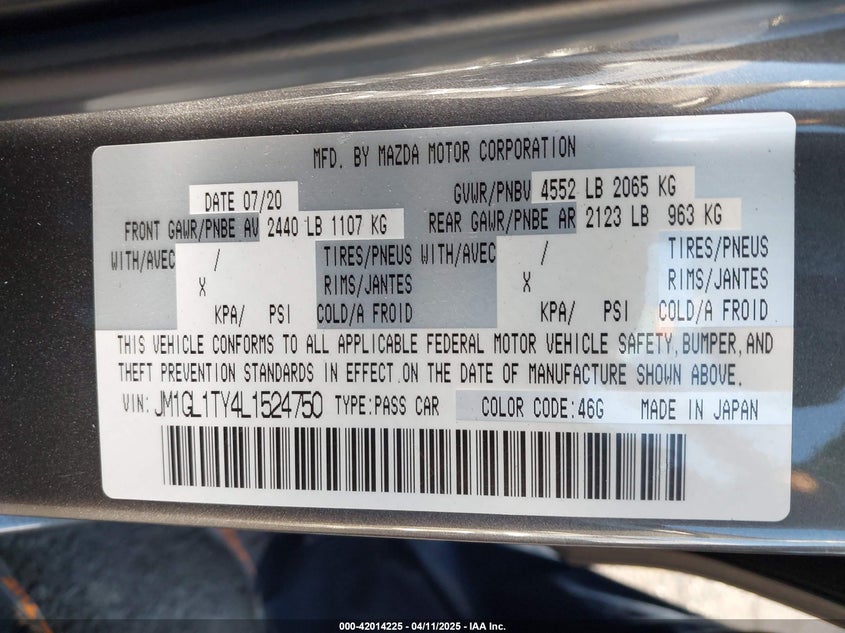 MFD. BY MAZDA MOTOR CORPORATION
DATE 07/20 GVWR/PNBV 4552 LB 2065 KG
FRONT GAWR/PNBE AV 2440 LB 1107 KG REAR GAWR/PNBE AR 2123 LB 963 KG
WITH/AVEC / TIRES/PNEUS WITH/AVEC / TIRES/PNEUS
X RIMS/JANTES X RIMS/JANTES
KPA/ PSI COLD/A FROID KPA/ PSI COLD/A FROID
THIS VEHICLE CONFORMS TO ALL APPLICABLE FEDERAL MOTOR VEHICLE SAFETY, BUMPER, AND
THEFT PREVENTION STANDARDS IN EFFECT ON THE DATE OF MANUFACTURE SHOWN ABOVE.
VIN: JM1GL1TY4L1524750 TYPE:PASS CAR COLOR CODE:46G MADE IN JAPAN
000-42014225 - 04/11/2025 - IAA Inc.